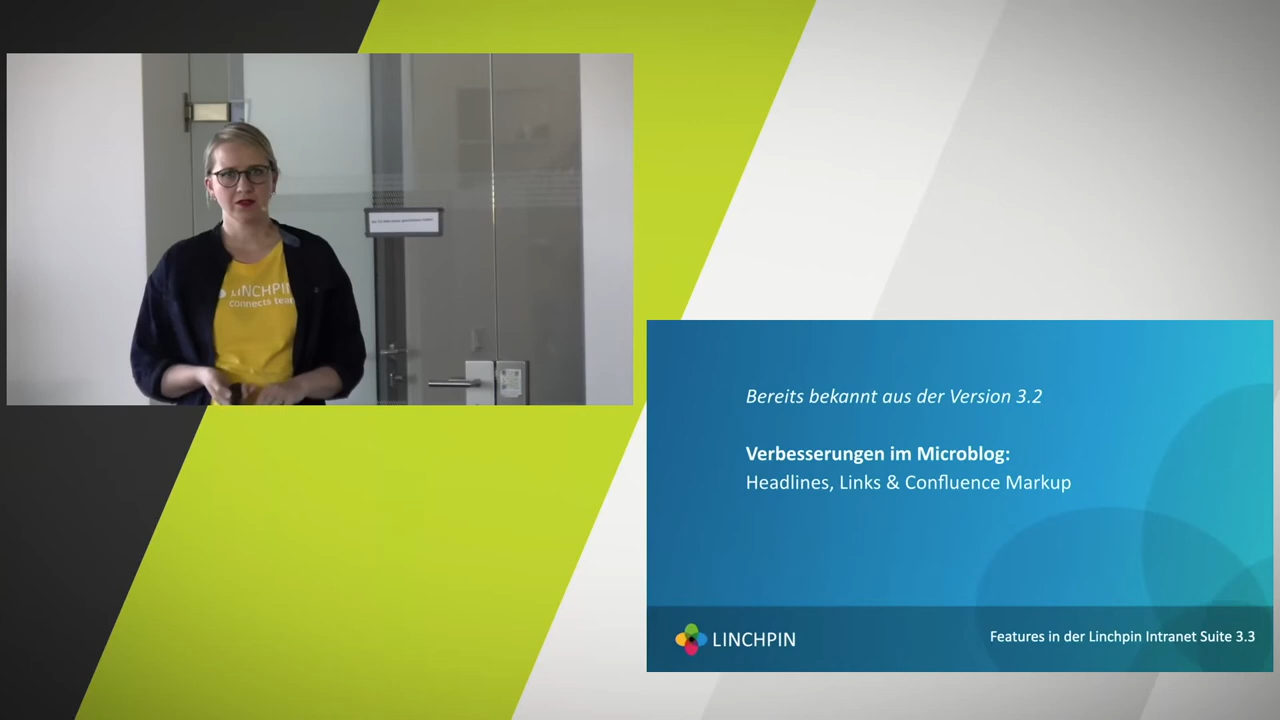 LINCHPIN
connects team
Bereits bekannt aus der Version 3.2
Verbesserungen im Microblog:
Headlines, Links & Confluence Markup
LINCHPIN
Features in der Linchpin Intranet Suite 3.3